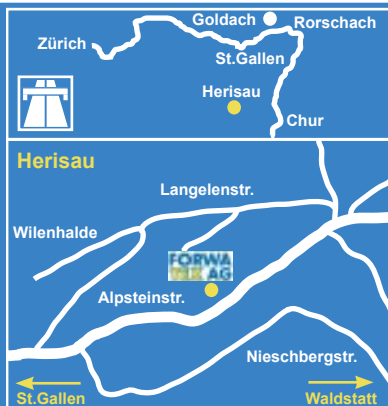 Goldach
Rorschach
Zürich
St.Gallen
Herisau
Chur
Herisau
Langelenstr.
Wilenhalde
FORWA
AG
Alpsteinstr.
Nieschbergstr.
St.Gallen
Waldstatt